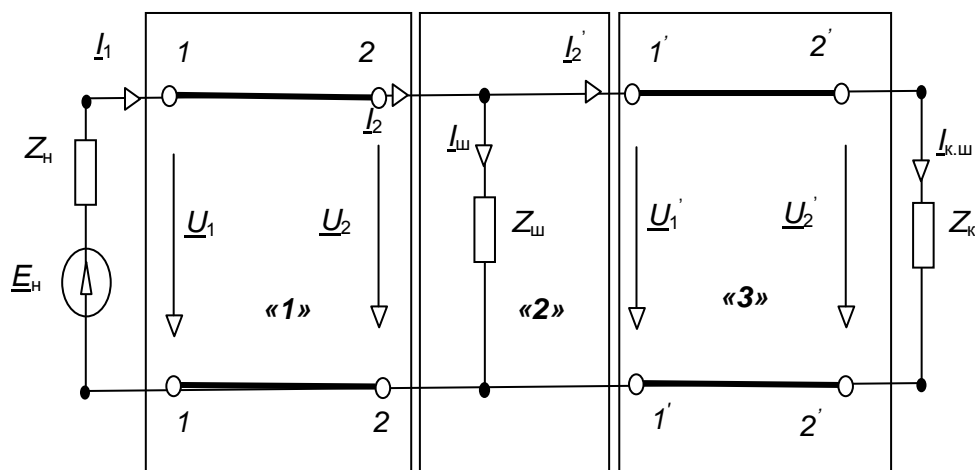 I₁ 1 2 I₂’ 1’ 2’
I₂
Zн Iш Iк.ш
U₁ U₂ Zш U₁’ U₂’ Zк
Eн
«1» «2» «3»
1 2 1’ 2’